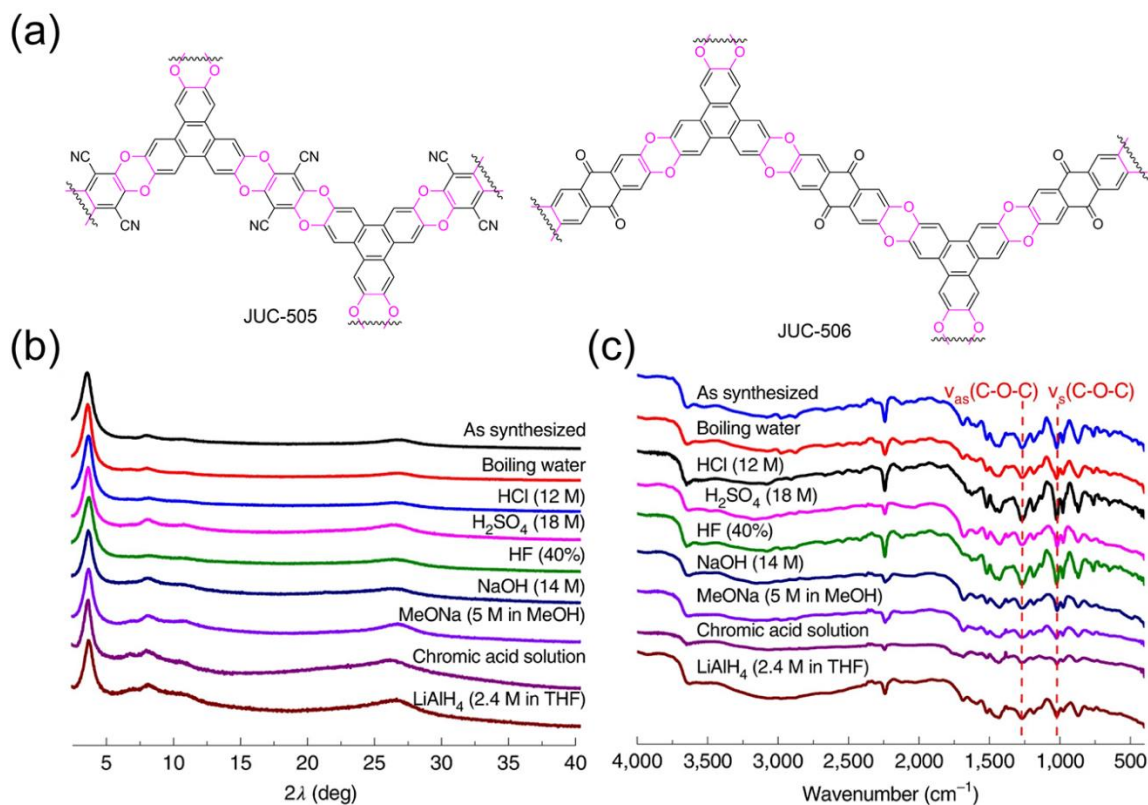 (a)
O O
O O
NC O O CN NC O O CN
O O O O
CN NC O O CN
O O
JUC-505
O O
O O O O
O O O O
O O O O
O O
JUC-506
(b)
As synthesized
Boiling water
HCl (12 M)
H₂SO₄ (18 M)
HF (40%)
NaOH (14 M)
MeONa (5 M in MeOH)
Chromic acid solution
LiAlH₄ (2.4 M in THF)
5 10 15 20 25 30 35 40
2λ (deg)
(c)
νas(C-O-C) νs(C-O-C)
As synthesized
Boiling water
HCl (12 M)
H₂SO₄ (18 M)
HF (40%)
NaOH (14 M)
MeONa (5 M in MeOH)
Chromic acid solution
LiAlH₄ (2.4 M in THF)
4,000 3,500 3,000 2,500 2,000 1,500 1,000 500
Wavenumber (cm⁻¹)